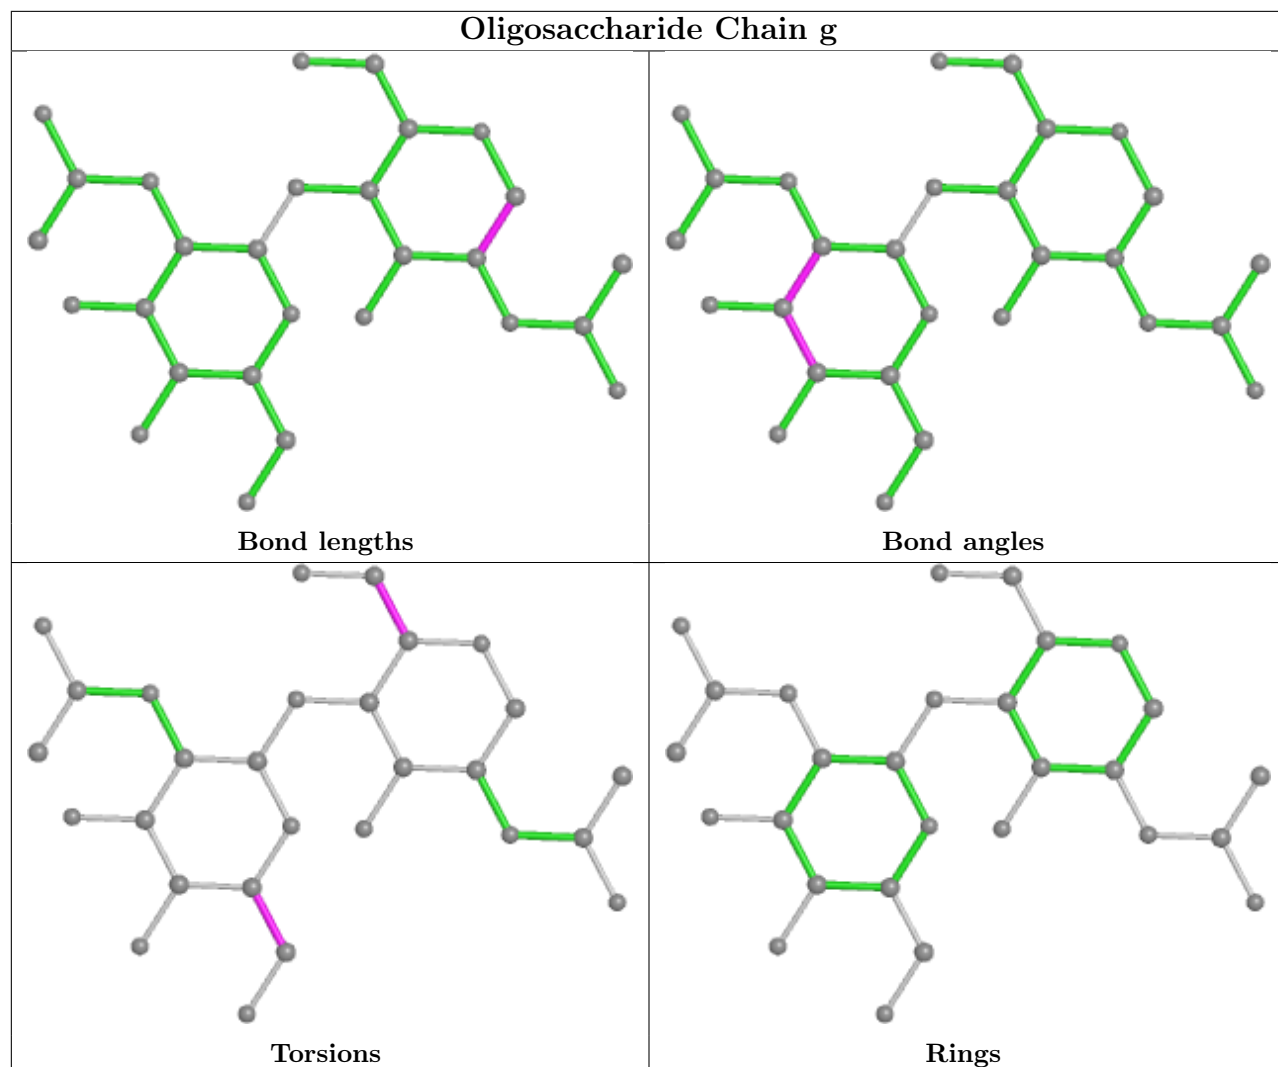 Oligosaccharide Chain g
Bond lengths
Bond angles
Torsions
Rings